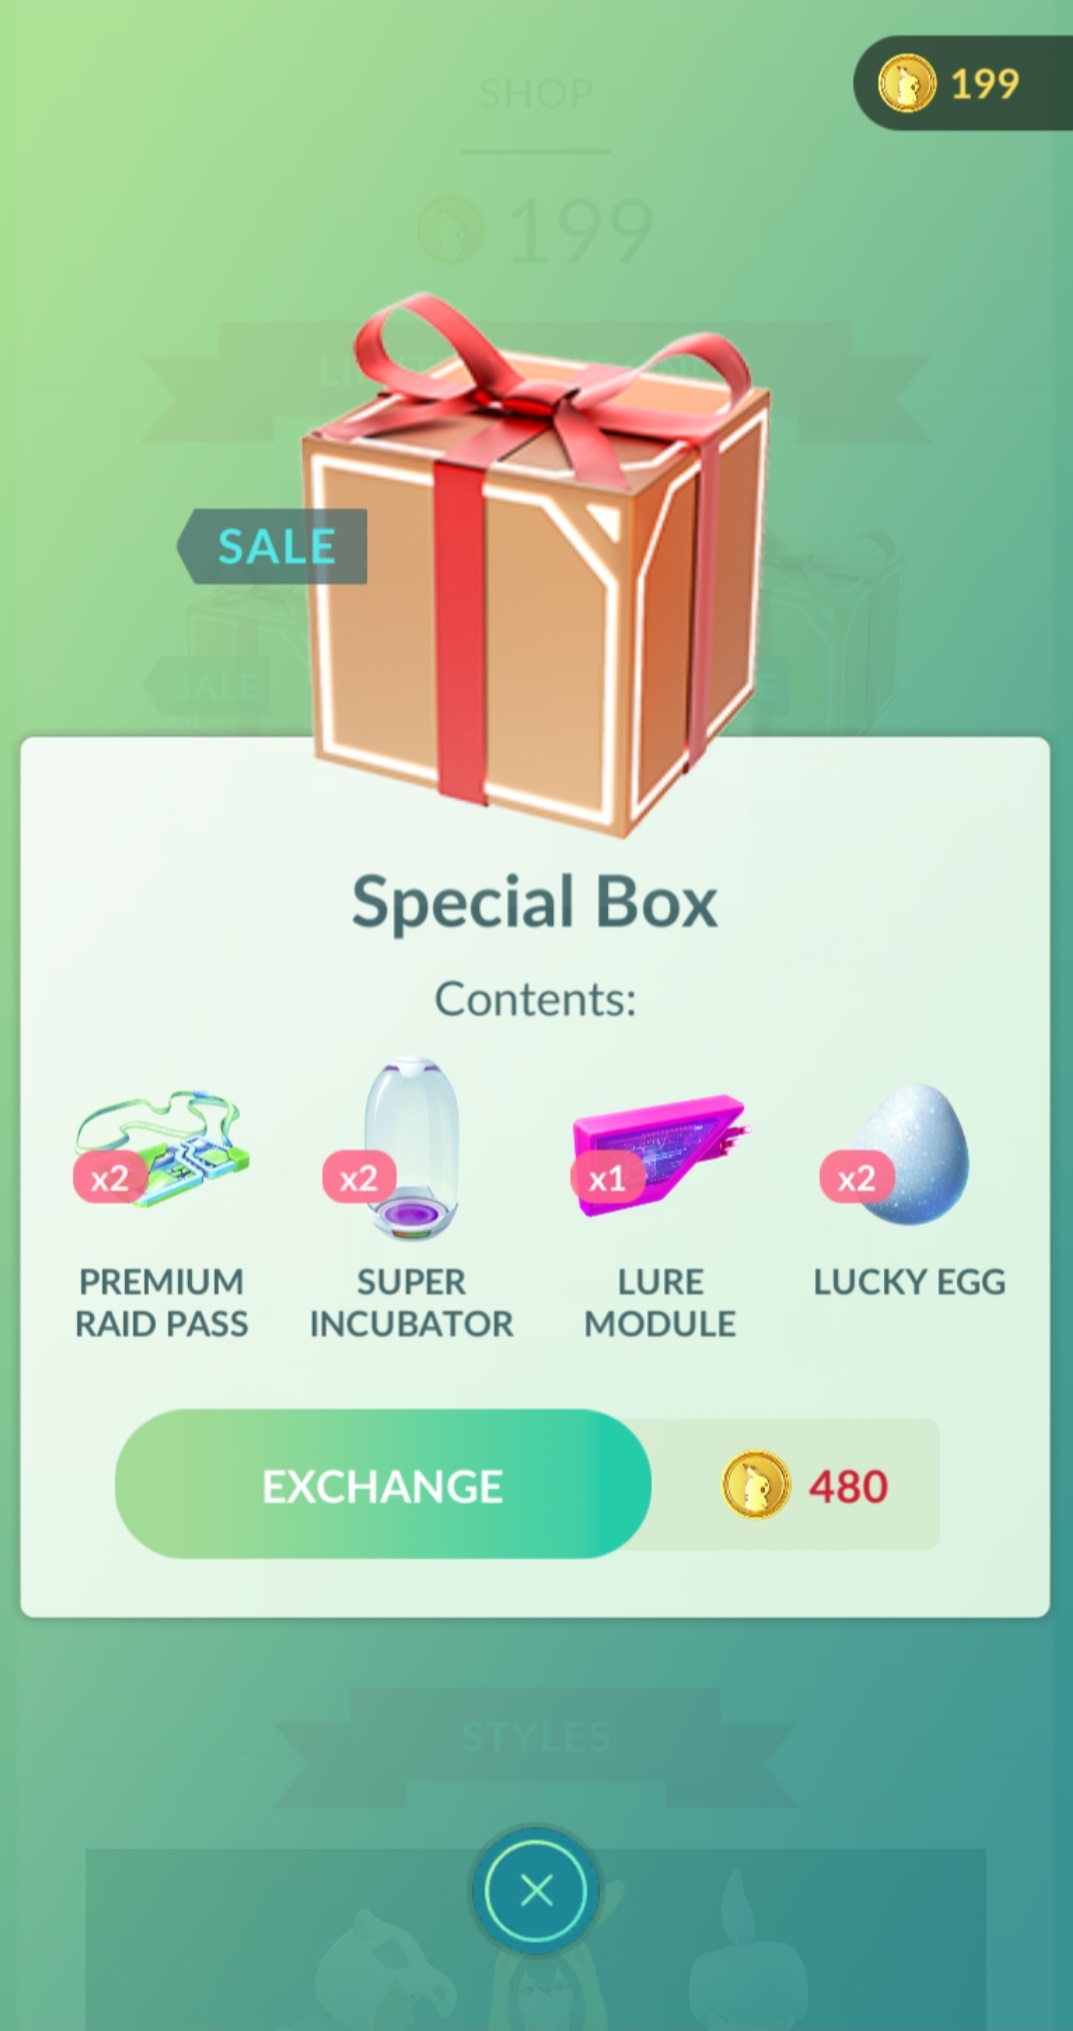 199
SHOP
199
SALE
SALE
Special Box
Contents:
x2
x2
x1
x2
PREMIUM
RAID PASS
SUPER
INCUBATOR
LURE
MODULE
LUCKY EGG
EXCHANGE
480
STYLES